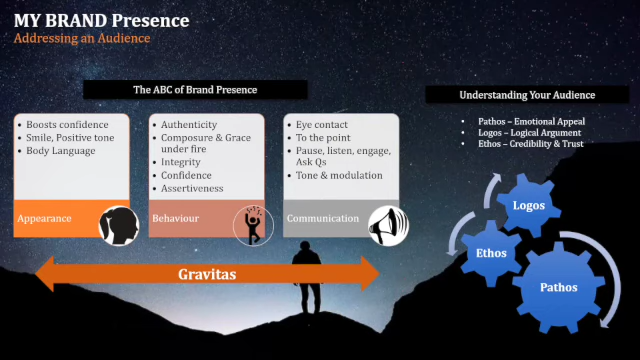 MY BRAND Presence
Addressing an Audience
The ABC of Brand Presence
• Boosts confidence
• Smile, Positive tone
• Body Language
Appearance
• Authenticity
• Composure & Grace
under fire
• Integrity
• Confidence
• Assertiveness
Behaviour
• Eye contact
• To the point
• Pause, listen, engage,
Ask Qs
• Tone & modulation
Communication
Gravitas
Understanding Your Audience
• Pathos – Emotional Appeal
• Logos – Logical Argument
• Ethos – Credibility & Trust
Logos
Ethos
Pathos